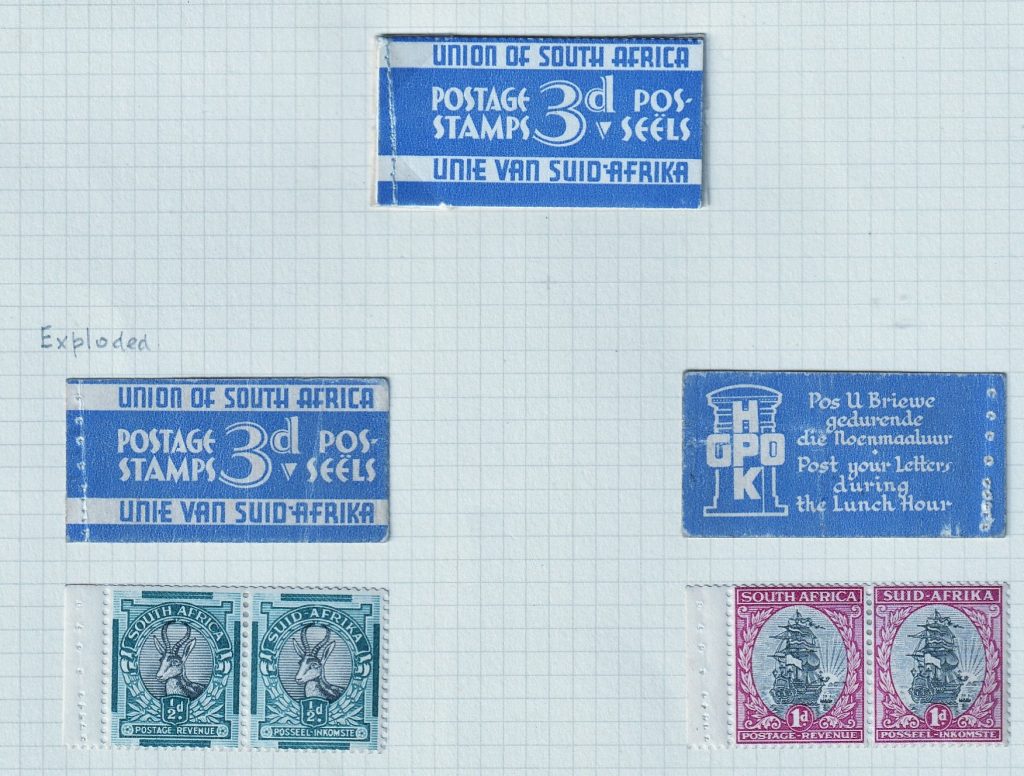 UNION OF SOUTH AFRICA
POSTAGE 3d POS-
STAMPS SEËLS
UNIE VAN SUID-AFRIKA
Exploded
UNION OF SOUTH AFRICA
POSTAGE 3d POS-
STAMPS SEËLS
UNIE VAN SUID-AFRIKA
H
GPO
K
Pos U Briewe
gedurende
die Noenmaaluur
Post your Letters
during
the Lunch Hour
SOUTH AFRICA
½d.
POSTAGE REVENUE
SUID-AFRIKA
½d.
POSSEEL-INKOMSTE
SOUTH AFRICA
1d
POSTAGE-REVENUE
SUID-AFRIKA
1d
POSSEEL-INKOMSTE